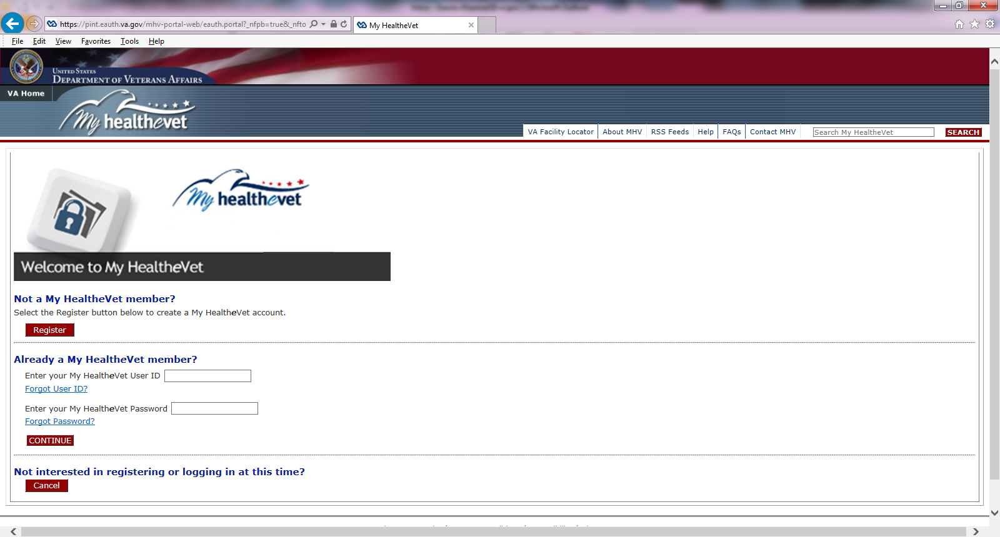 https://pint.eauth.va.gov/mhv-portal-web/eauth.portal?_nfpb=true&_nfto
My HealtheVet
File Edit View Favorites Tools Help
UNITED STATES
DEPARTMENT OF VETERANS AFFAIRS
VA Home
My healthevet
VA Facility Locator About MHV RSS Feeds Help FAQs Contact MHV Search My HealtheVet SEARCH
My healthevet
Welcome to My HealtheVet
Not a My HealtheVet member?
Select the Register button below to create a My HealtheVet account.
Register
Already a My HealtheVet member?
Enter your My HealtheVet User ID
Forgot User ID?
Enter your My HealtheVet Password
Forgot Password?
CONTINUE
Not interested in registering or logging in at this time?
Cancel